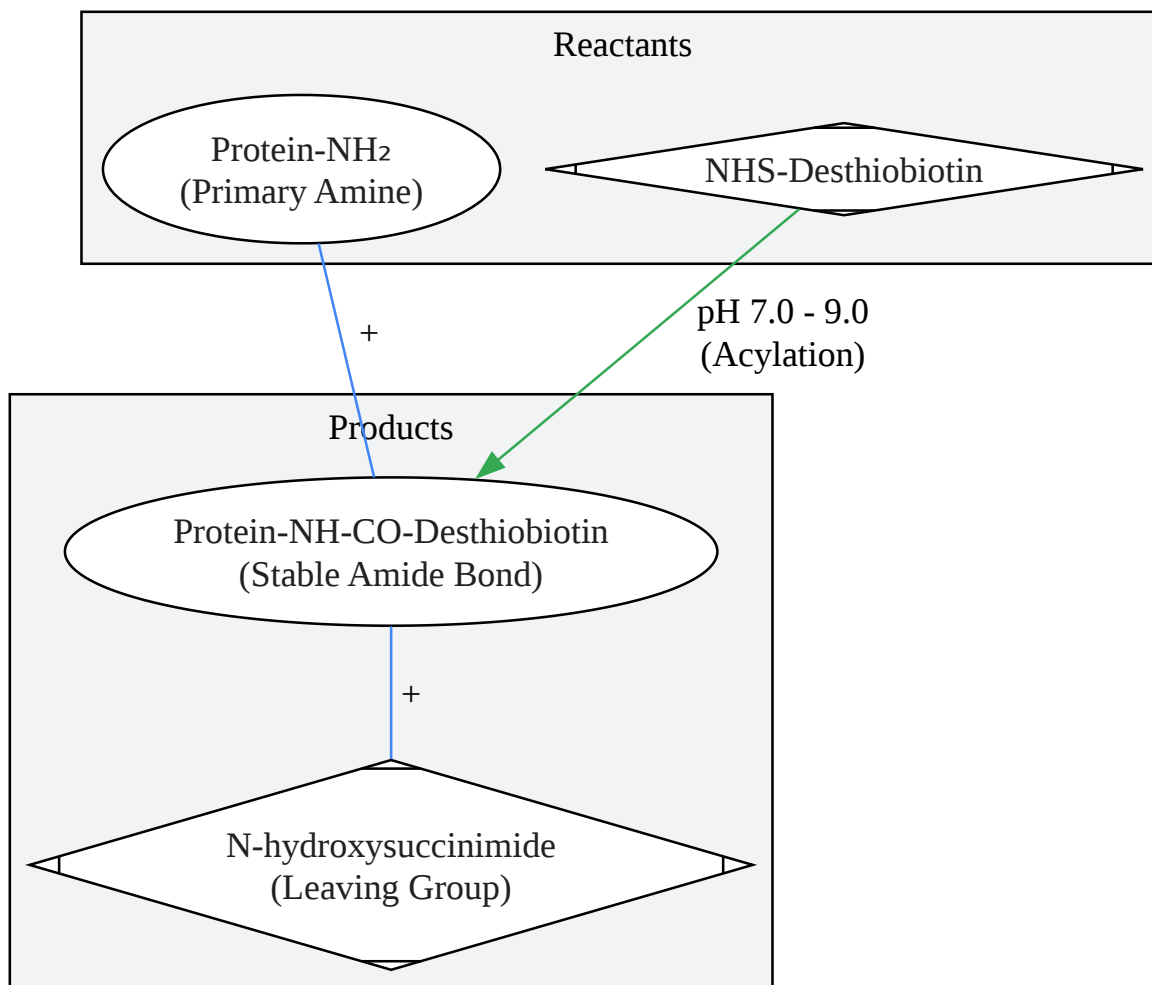 Reactants
Protein-NH₂
(Primary Amine)
NHS-Desthiobiotin
+
pH 7.0 - 9.0
(Acylation)
Products
Protein-NH-CO-Desthiobiotin
(Stable Amide Bond)
+
N-hydroxysuccinimide
(Leaving Group)